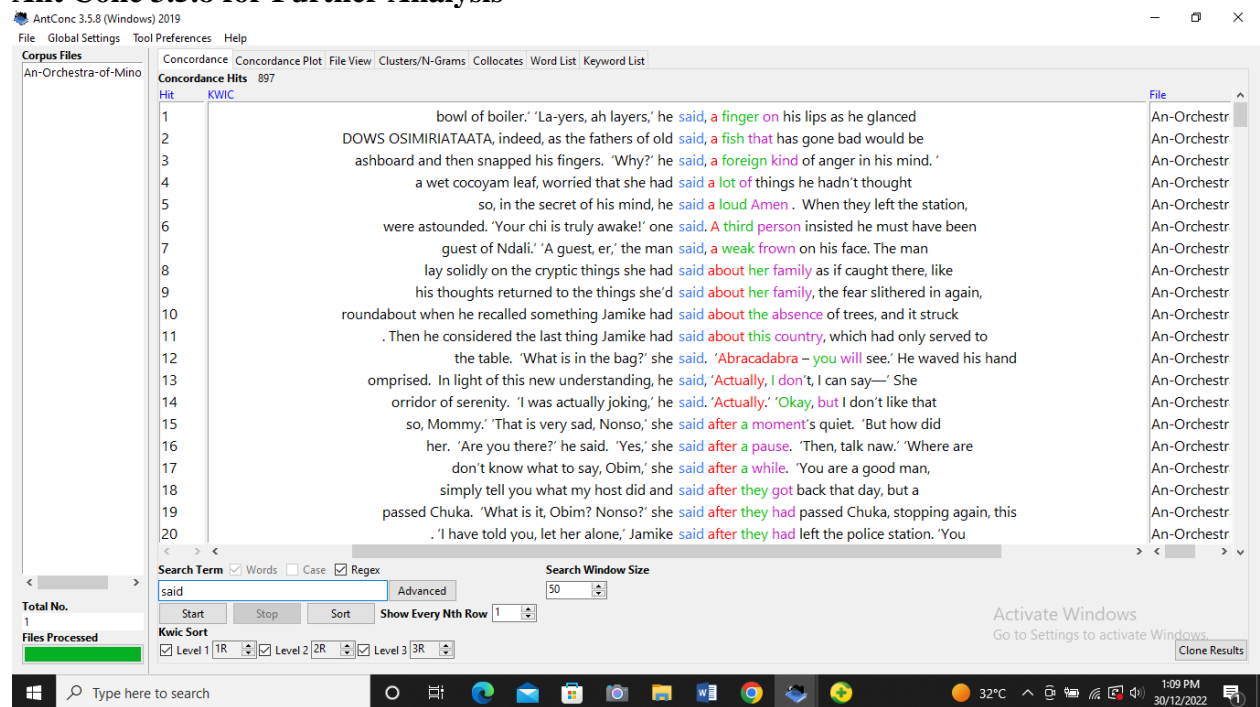 Ant Conc 3.5.8 for Further Analysis
AntConc 3.5.8 (Windows) 2019
File Global Settings Tool Preferences Help
Corpus Files
An-Orchestra-of-Mino
Concordance Concordance Plot File View Clusters/N-Grams Collocates Word List Keyword List
Concordance Hits 897
Hit KWIC File
1 bowl of boiler.’ ‘La-yers, ah layers,’ he said, a finger on his lips as he glanced An-Orchestr
2 DOWS OSIMIRIATAATA, indeed, as the fathers of old said, a fish that has gone bad would be An-Orchestr
3 ashboard and then snapped his fingers. ‘Why?’ he said, a foreign kind of anger in his mind. ‘ An-Orchestr
4 a wet cocoyam leaf, worried that she had said a lot of things he hadn’t thought An-Orchestr
5 so, in the secret of his mind, he said a loud Amen . When they left the station, An-Orchestr
6 were astounded. ‘Your chi is truly awake!’ one said. A third person insisted he must have been An-Orchestr
7 guest of Ndali.’ ‘A guest, er,’ the man said, a weak frown on his face. The man An-Orchestr
8 lay solidly on the cryptic things she had said about her family as if caught there, like An-Orchestr
9 his thoughts returned to the things she’d said about her family, the fear slithered in again, An-Orchestr
10 roundabout when he recalled something Jamike had said about the absence of trees, and it struck An-Orchestr
11 . Then he considered the last thing Jamike had said about this country, which had only served to An-Orchestr
12 the table. ‘What is in the bag?’ she said. ‘Abracadabra – you will see.’ He waved his hand An-Orchestr
13 omprised. In light of this new understanding, he said, ‘Actually, I don’t, I can say—’ She An-Orchestr
14 orridor of serenity. ‘I was actually joking,’ he said. ‘Actually.’ ‘Okay, but I don’t like that An-Orchestr
15 so, Mommy.’ ‘That is very sad, Nonso,’ she said after a moment’s quiet. ‘But how did An-Orchestr
16 her. ‘Are you there?’ he said. ‘Yes,’ she said after a pause. ‘Then, talk naw.’ ‘Where are An-Orchestr
17 don’t know what to say, Obim,’ she said after a while. ‘You are a good man, An-Orchestr
18 simply tell you what my host did and said after they got back that day, but a An-Orchestr
19 passed Chuka. ‘What is it, Obim? Nonso?’ she said after they had passed Chuka, stopping again, this An-Orchestr
20 . ‘I have told you, let her alone,’ Jamike said after they had left the police station. ‘You An-Orchestr
Search Term Words Case Regex Search Window Size
said Advanced 50
Total No.
1
Start Stop Sort Show Every Nth Row 1
Files Processed
Kwic Sort
Level 1 1R Level 2 2R Level 3 3R
Activate Windows
Go to Settings to activate Windows.
Clone Results
Type here to search
32°C
1:09 PM
30/12/2022
1